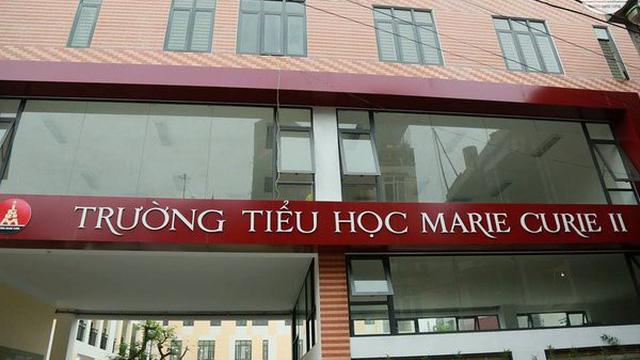 TRƯỜNG TIỂU HỌC MARIE CURIE II